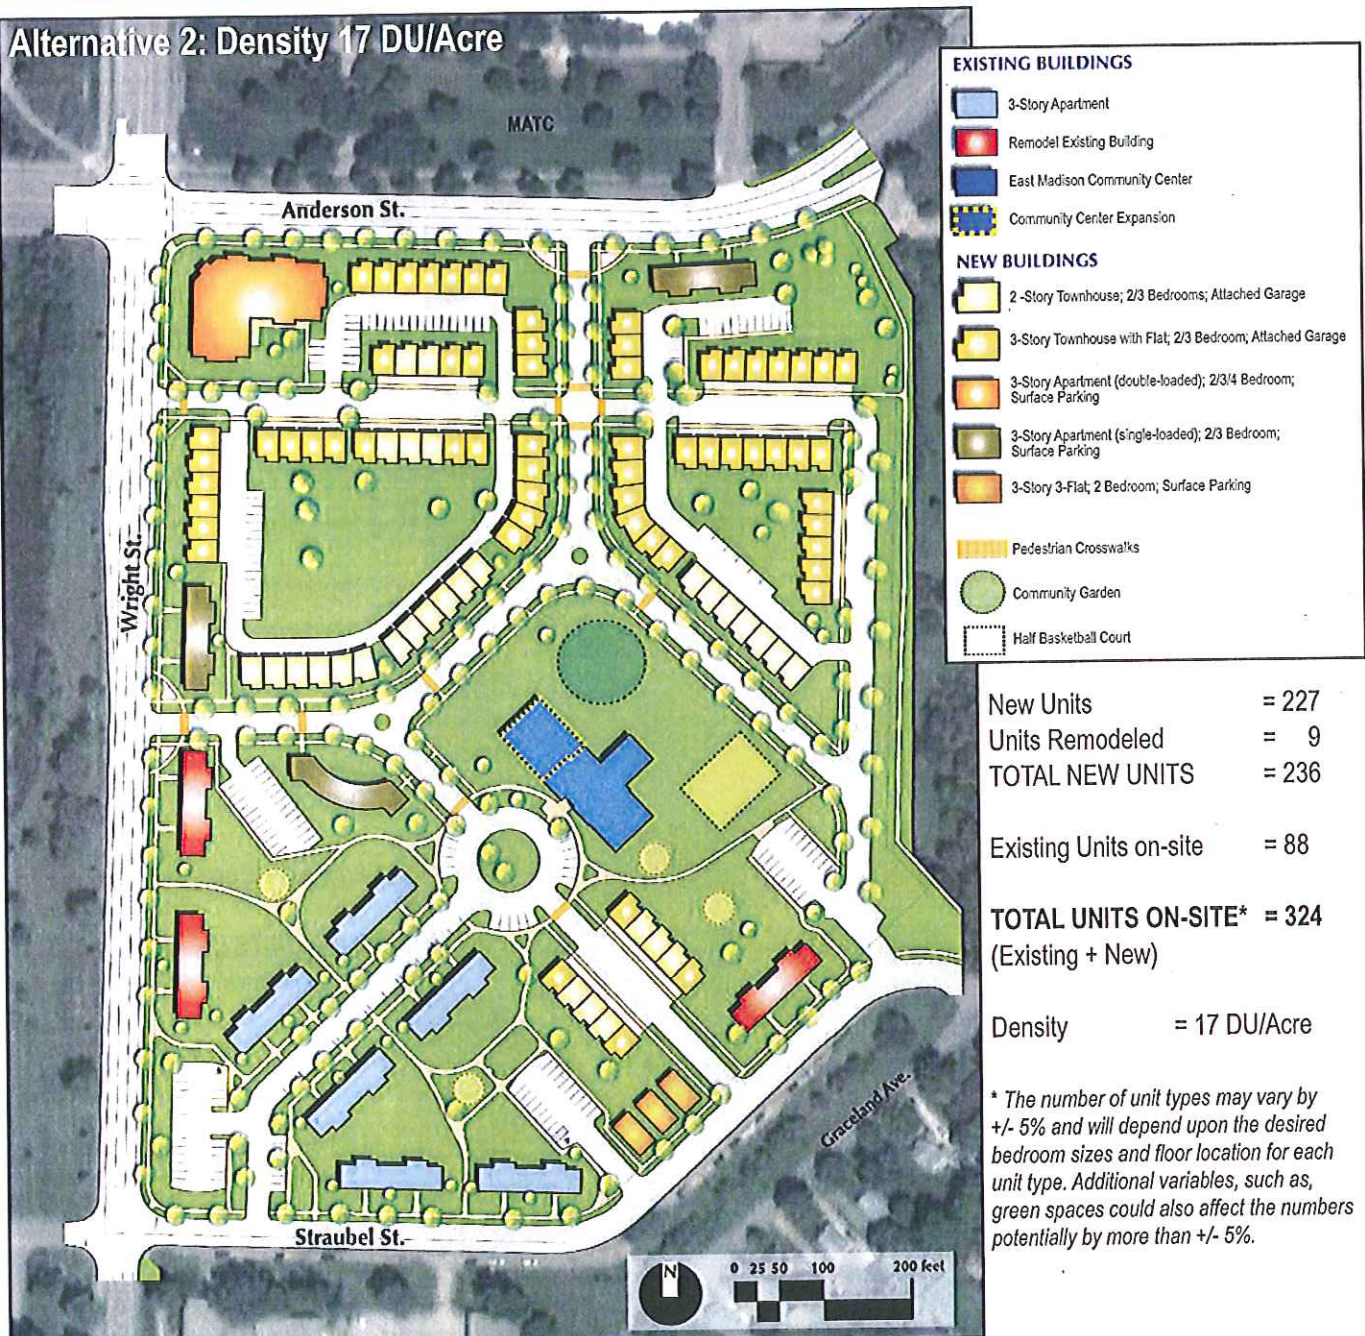 Alternative 2: Density 17 DU/Acre
MATC
Anderson St.
Wright St.
Graceland Ave.
Straubel St.
N
0 25 50 100 200 feet
EXISTING BUILDINGS
3-Story Apartment
Remodel Existing Building
East Madison Community Center
Community Center Expansion
NEW BUILDINGS
2 -Story Townhouse; 2/3 Bedrooms; Attached Garage
3-Story Townhouse with Flat; 2/3 Bedroom; Attached Garage
3-Story Apartment (double-loaded); 2/3/4 Bedroom;
Surface Parking
3-Story Apartment (single-loaded); 2/3 Bedroom;
Surface Parking
3-Story 3-Flat; 2 Bedroom; Surface Parking
Pedestrian Crosswalks
Community Garden
Half Basketball Court
New Units = 227
Units Remodeled = 9
TOTAL NEW UNITS = 236
Existing Units on-site = 88
TOTAL UNITS ON-SITE* = 324
(Existing + New)
Density = 17 DU/Acre
* The number of unit types may vary by
+/- 5% and will depend upon the desired
bedroom sizes and floor location for each
unit type. Additional variables, such as,
green spaces could also affect the numbers
potentially by more than +/- 5%.